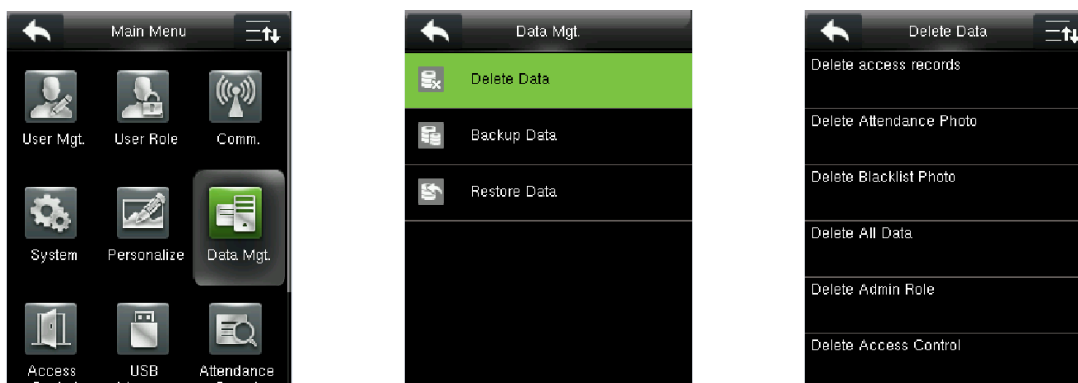 Main Menu
User Mgt.
User Role
Comm.
System
Personalize
Data Mgt.
Access
USB
Attendance
Data Mgt.
Delete Data
Backup Data
Restore Data
Delete Data
Delete access records
Delete Attendance Photo
Delete Blacklist Photo
Delete All Data
Delete Admin Role
Delete Access Control